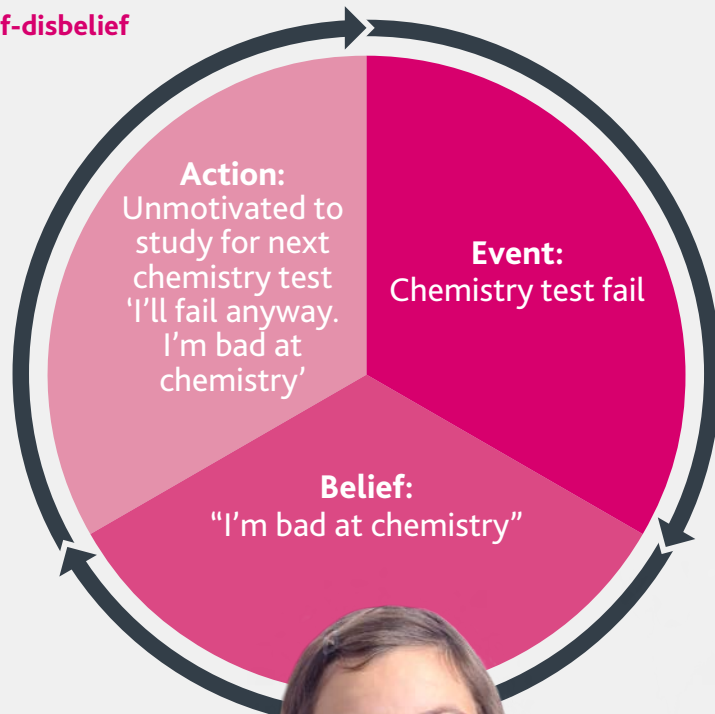 f-disbelief
Action:
Unmotivated to
study for next
chemistry test
‘I’ll fail anyway.
I’m bad at
chemistry’
Event:
Chemistry test fail
Belief:
“I’m bad at chemistry”